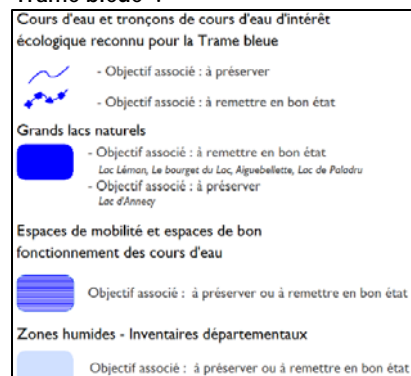 Cours d'eau et tronçons de cours d'eau d'intérêt
écologique reconnu pour la Trame bleue
- Objectif associé : à préserver
- Objectif associé : à remettre en bon état
Grands lacs naturels
- Objectif associé : à remettre en bon état
Lac Léman, Le bourget du Lac, Aiguebellette, Lac de Paladru
- Objectif associé : à préserver
Lac d'Annecy
Espaces de mobilité et espaces de bon
fonctionnement des cours d'eau
Objectif associé : à préserver ou à remettre en bon état
Zones humides - Inventaires départementaux
Objectif associé : à préserver ou à remettre en bon état